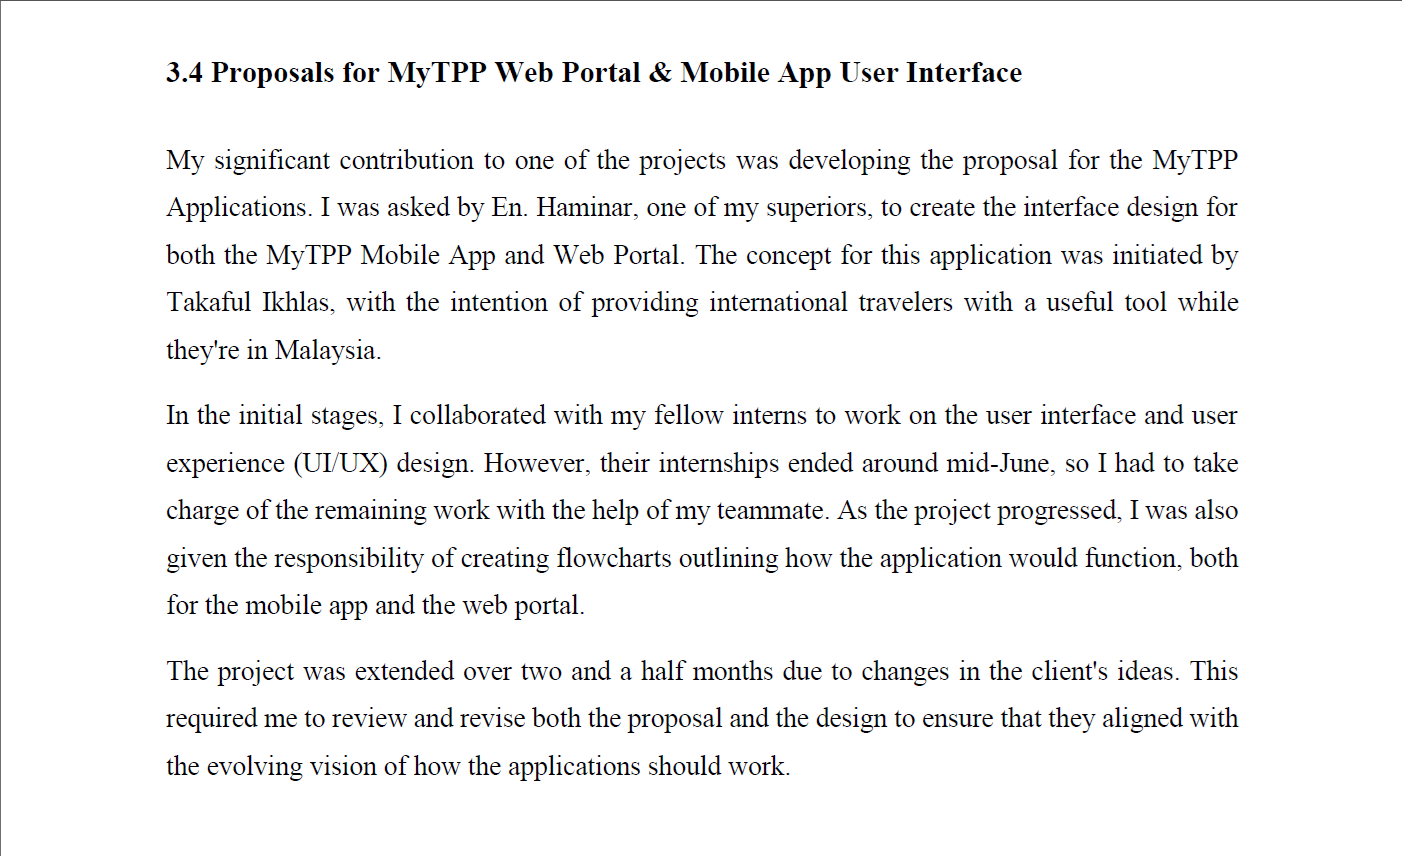 3.4 Proposals for MyTPP Web Portal & Mobile App User Interface
My significant contribution to one of the projects was developing the proposal for the MyTPP
Applications. I was asked by En. Haminar, one of my superiors, to create the interface design for
both the MyTPP Mobile App and Web Portal. The concept for this application was initiated by
Takaful Ikhlas, with the intention of providing international travelers with a useful tool while
they're in Malaysia.
In the initial stages, I collaborated with my fellow interns to work on the user interface and user
experience (UI/UX) design. However, their internships ended around mid-June, so I had to take
charge of the remaining work with the help of my teammate. As the project progressed, I was also
given the responsibility of creating flowcharts outlining how the application would function, both
for the mobile app and the web portal.
The project was extended over two and a half months due to changes in the client's ideas. This
required me to review and revise both the proposal and the design to ensure that they aligned with
the evolving vision of how the applications should work.